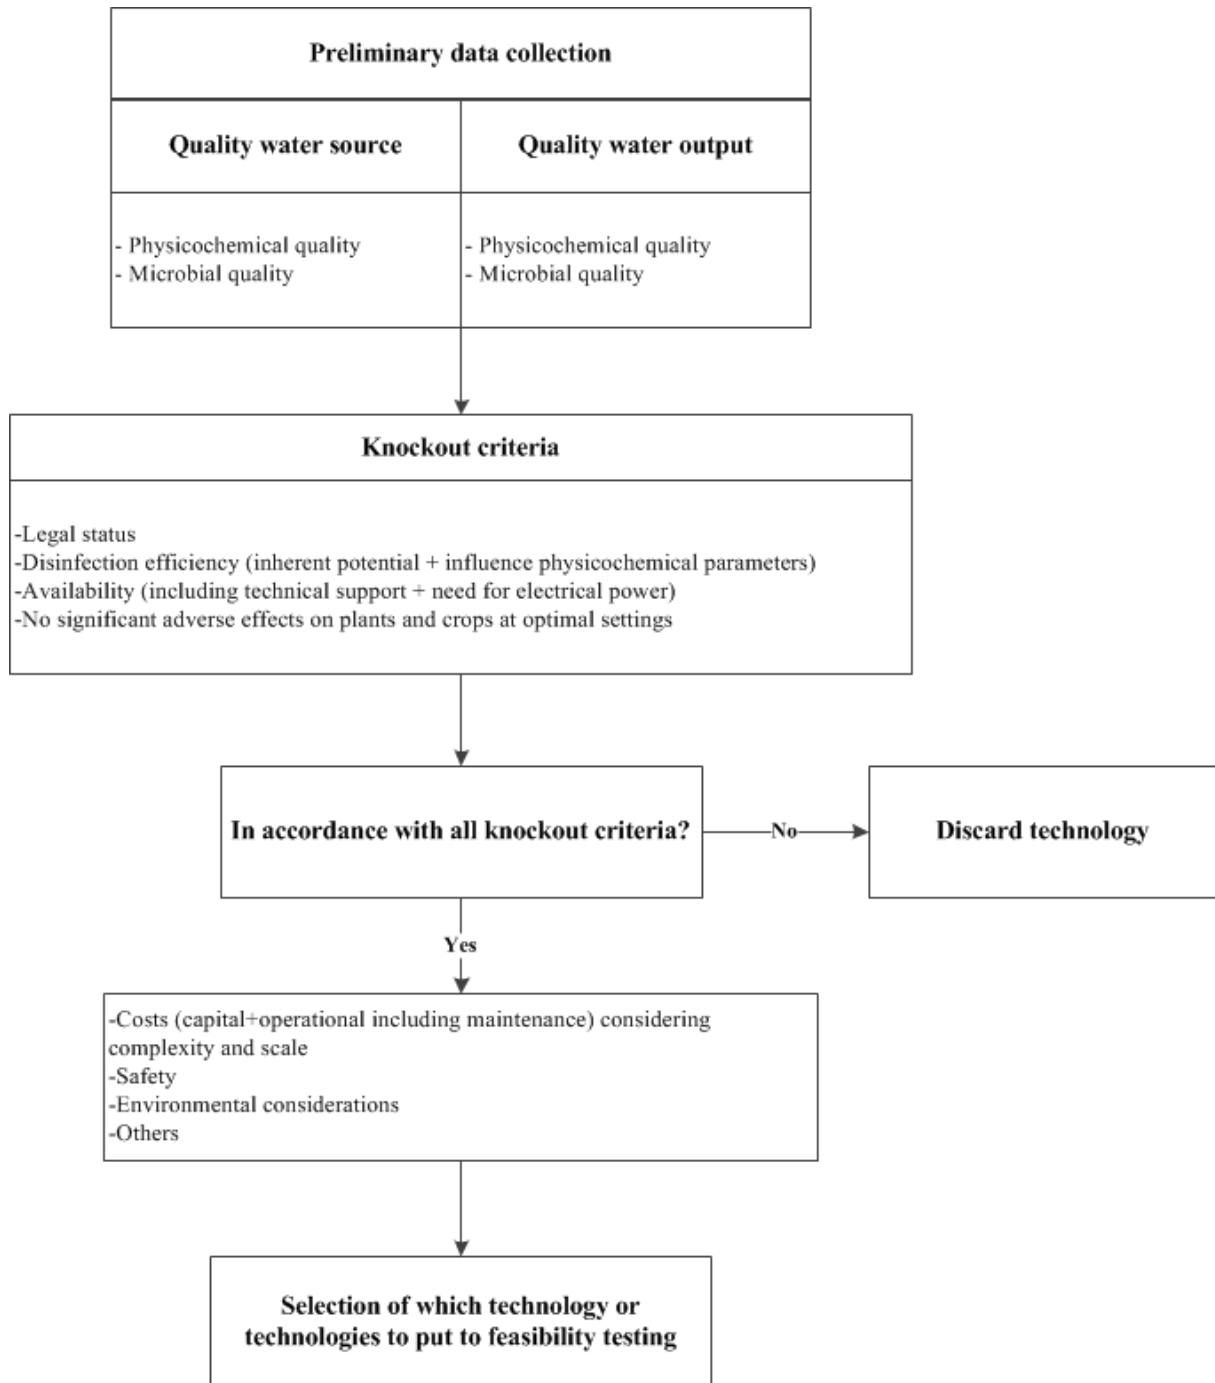 Preliminary data collection
Quality water source
Quality water output
- Physicochemical quality
- Microbial quality
- Physicochemical quality
- Microbial quality
Knockout criteria
-Legal status
-Disinfection efficiency (inherent potential + influence physicochemical parameters)
-Availability (including technical support + need for electrical power)
-No significant adverse effects on plants and crops at optimal settings
In accordance with all knockout criteria?
No
Discard technology
Yes
-Costs (capital+operational including maintenance) considering
complexity and scale
-Safety
-Environmental considerations
-Others
Selection of which technology or
technologies to put to feasibility testing